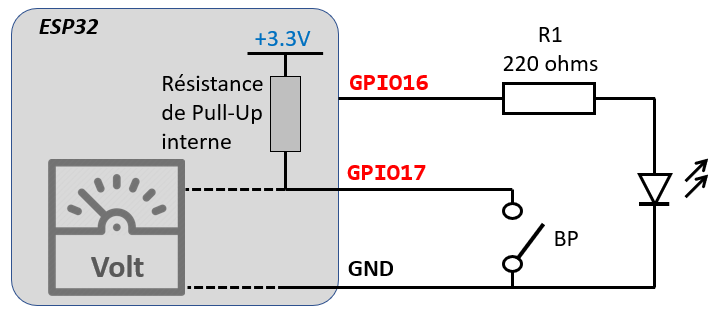 ESP32
+3.3V
Résistance
de Pull-Up
interne
GPIO16
R1
220 ohms
GPIO17
BP
Volt
GND